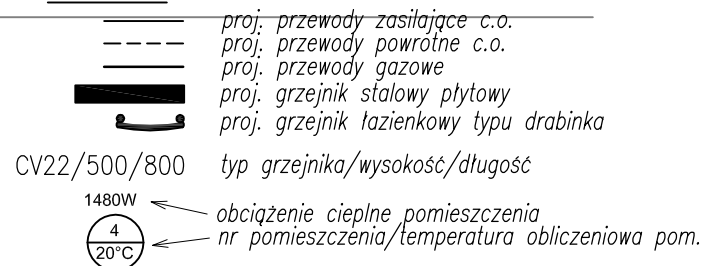 proj. przewody zasilające c.o.
proj. przewody powrotne c.o.
proj. przewody gazowe
proj. grzejnik stalowy płytowy
proj. grzejnik łazienkowy typu drabinka
CV22/500/800 typ grzejnika/wysokość/długość
1480W
obciążenie cieplne pomieszczenia
4
nr pomieszczenia/temperatura obliczeniowa pom.
20°C